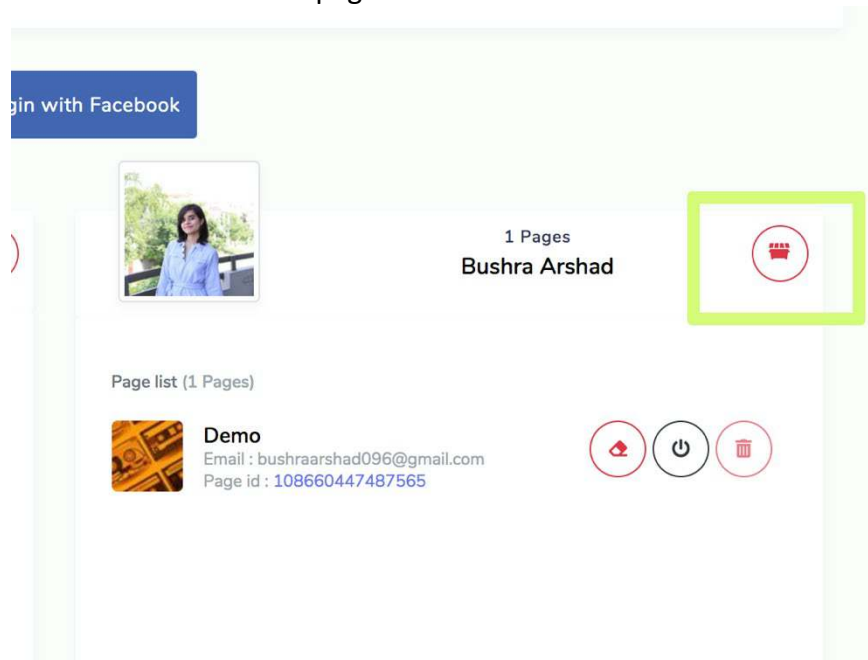 gin with Facebook
1 Pages
Bushra Arshad
Page list (1 Pages)
Demo
Email : bushraarshad096@gmail.com
Page id : 108660447487565